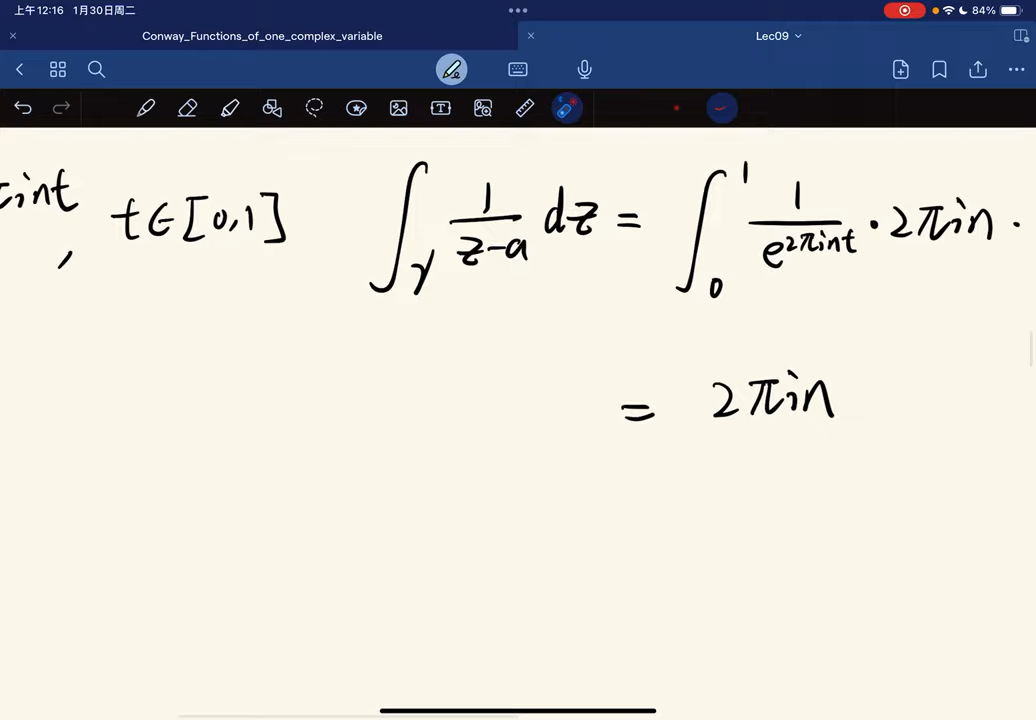 上午12:16 1月30日周二 84%
Conway_Functions_of_one_complex_variable Lec09
πint, t∈[0,1] ∫_γ 1/(z-a) dz = ∫_0^1 1/e^{2πint} · 2πin ·
= 2πin